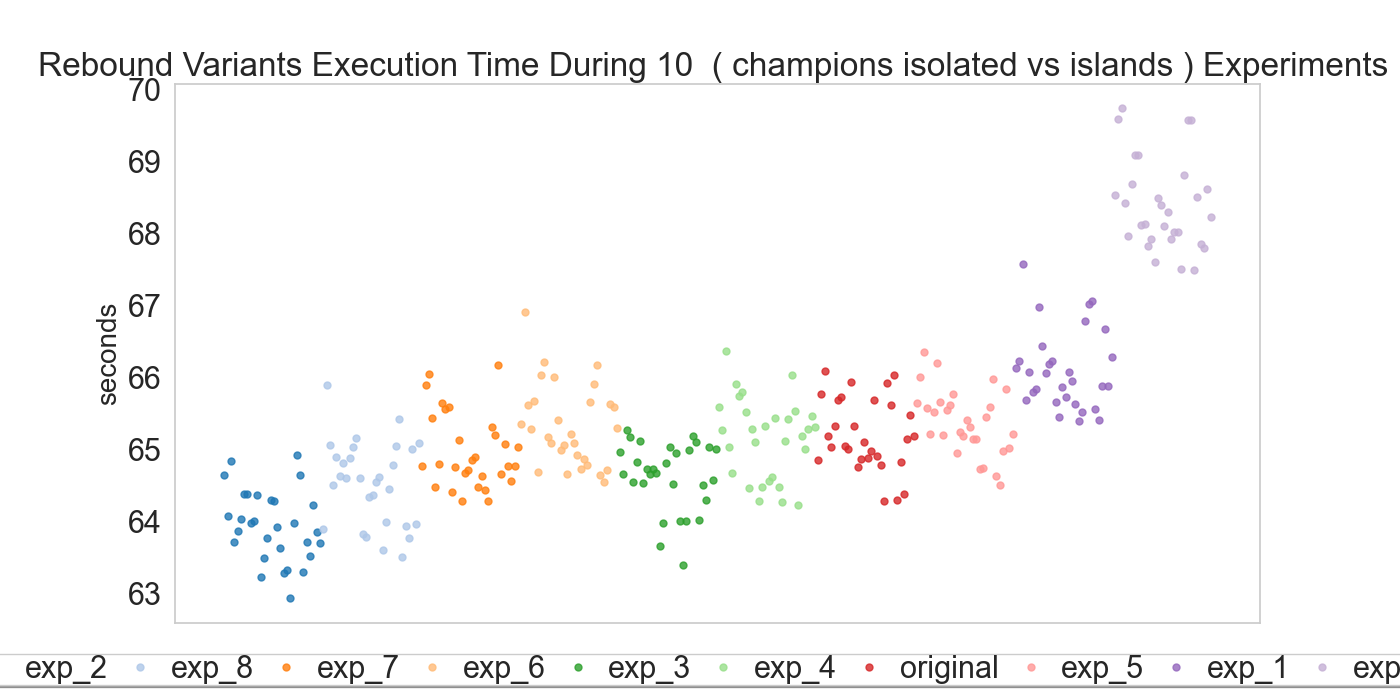 Rebound Variants Execution Time During 10 ( champions isolated vs islands ) Experiments
70
69
68
67
66
65
64
63
seconds
exp_2 exp_8 exp_7 exp_6 exp_3 exp_4 original exp_5 exp_1 exp